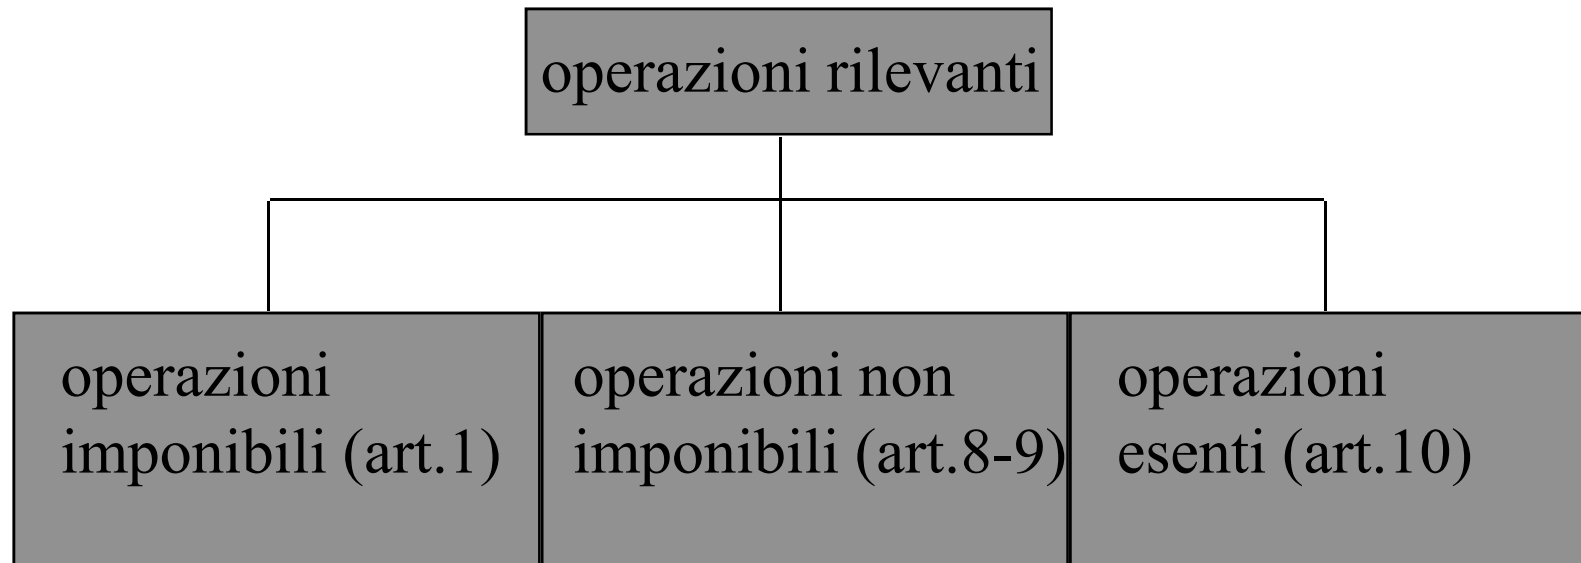 operazioni rilevanti
operazioni
imponibili (art.1)
operazioni non
imponibili (art.8-9)
operazioni
esenti (art.10)